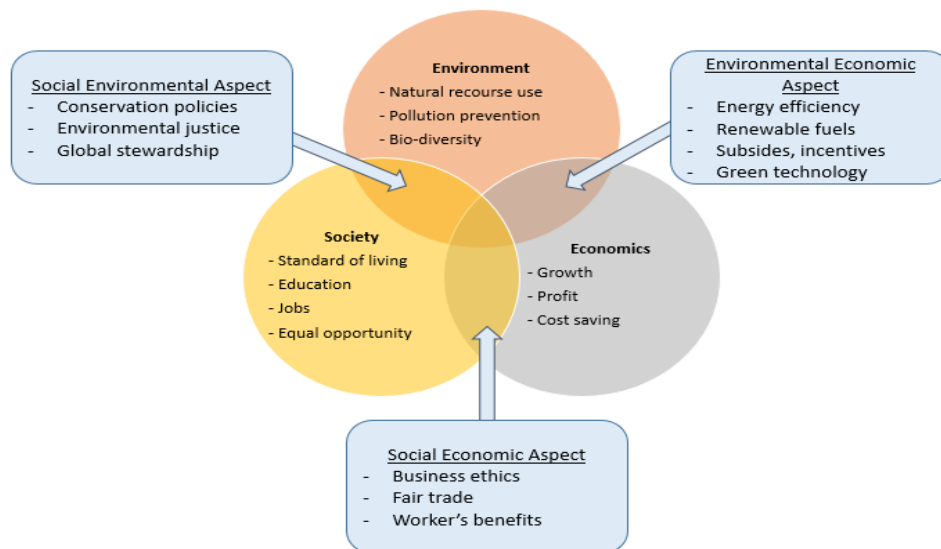 Environment
- Natural recourse use
- Pollution prevention
- Bio-diversity
Social Environmental Aspect
- Conservation policies
- Environmental justice
- Global stewardship
Environmental Economic
Aspect
- Energy efficiency
- Renewable fuels
- Subsides, incentives
- Green technology
Society
- Standard of living
- Education
- Jobs
- Equal opportunity
Economics
- Growth
- Profit
- Cost saving
Social Economic Aspect
- Business ethics
- Fair trade
- Worker’s benefits